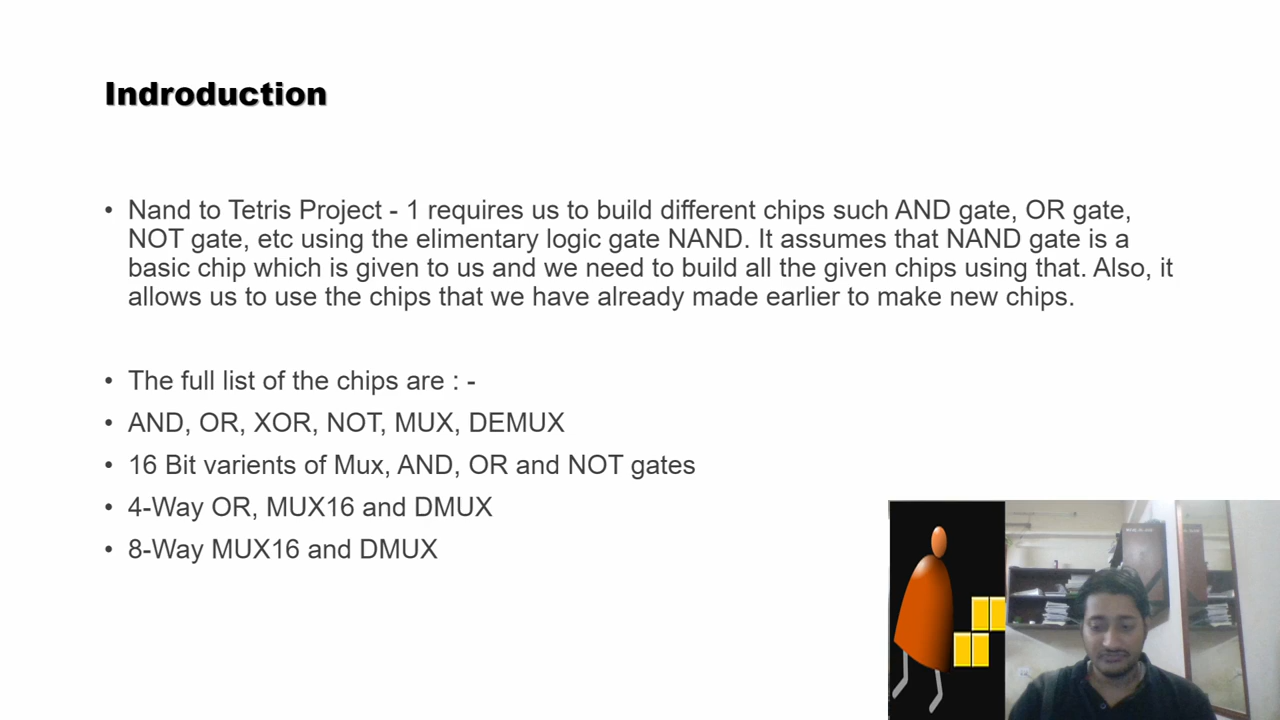 Indroduction
• Nand to Tetris Project - 1 requires us to build different chips such AND gate, OR gate,
NOT gate, etc using the elimentary logic gate NAND. It assumes that NAND gate is a
basic chip which is given to us and we need to build all the given chips using that. Also, it
allows us to use the chips that we have already made earlier to make new chips.
• The full list of the chips are : -
• AND, OR, XOR, NOT, MUX, DEMUX
• 16 Bit varients of Mux, AND, OR and NOT gates
• 4-Way OR, MUX16 and DMUX
• 8-Way MUX16 and DMUX